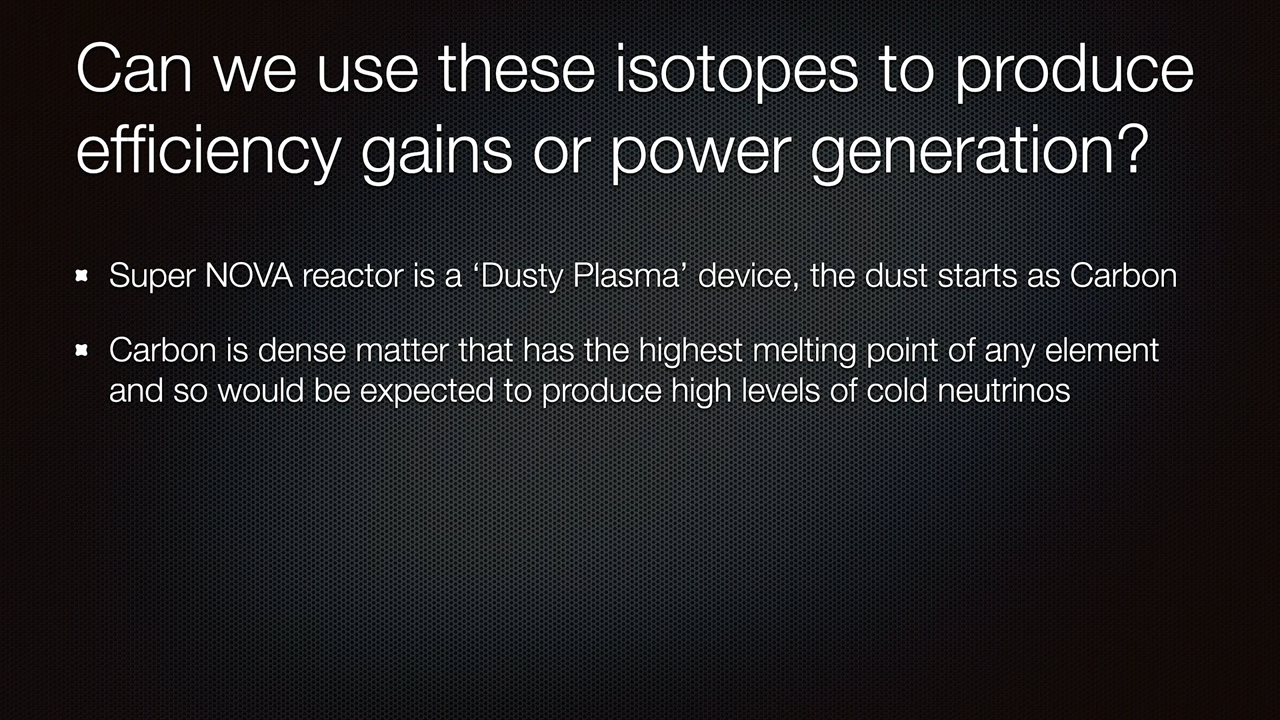 Can we use these isotopes to produce
efficiency gains or power generation?
Super NOVA reactor is a ‘Dusty Plasma’ device, the dust starts as Carbon
Carbon is dense matter that has the highest melting point of any element
and so would be expected to produce high levels of cold neutrinos